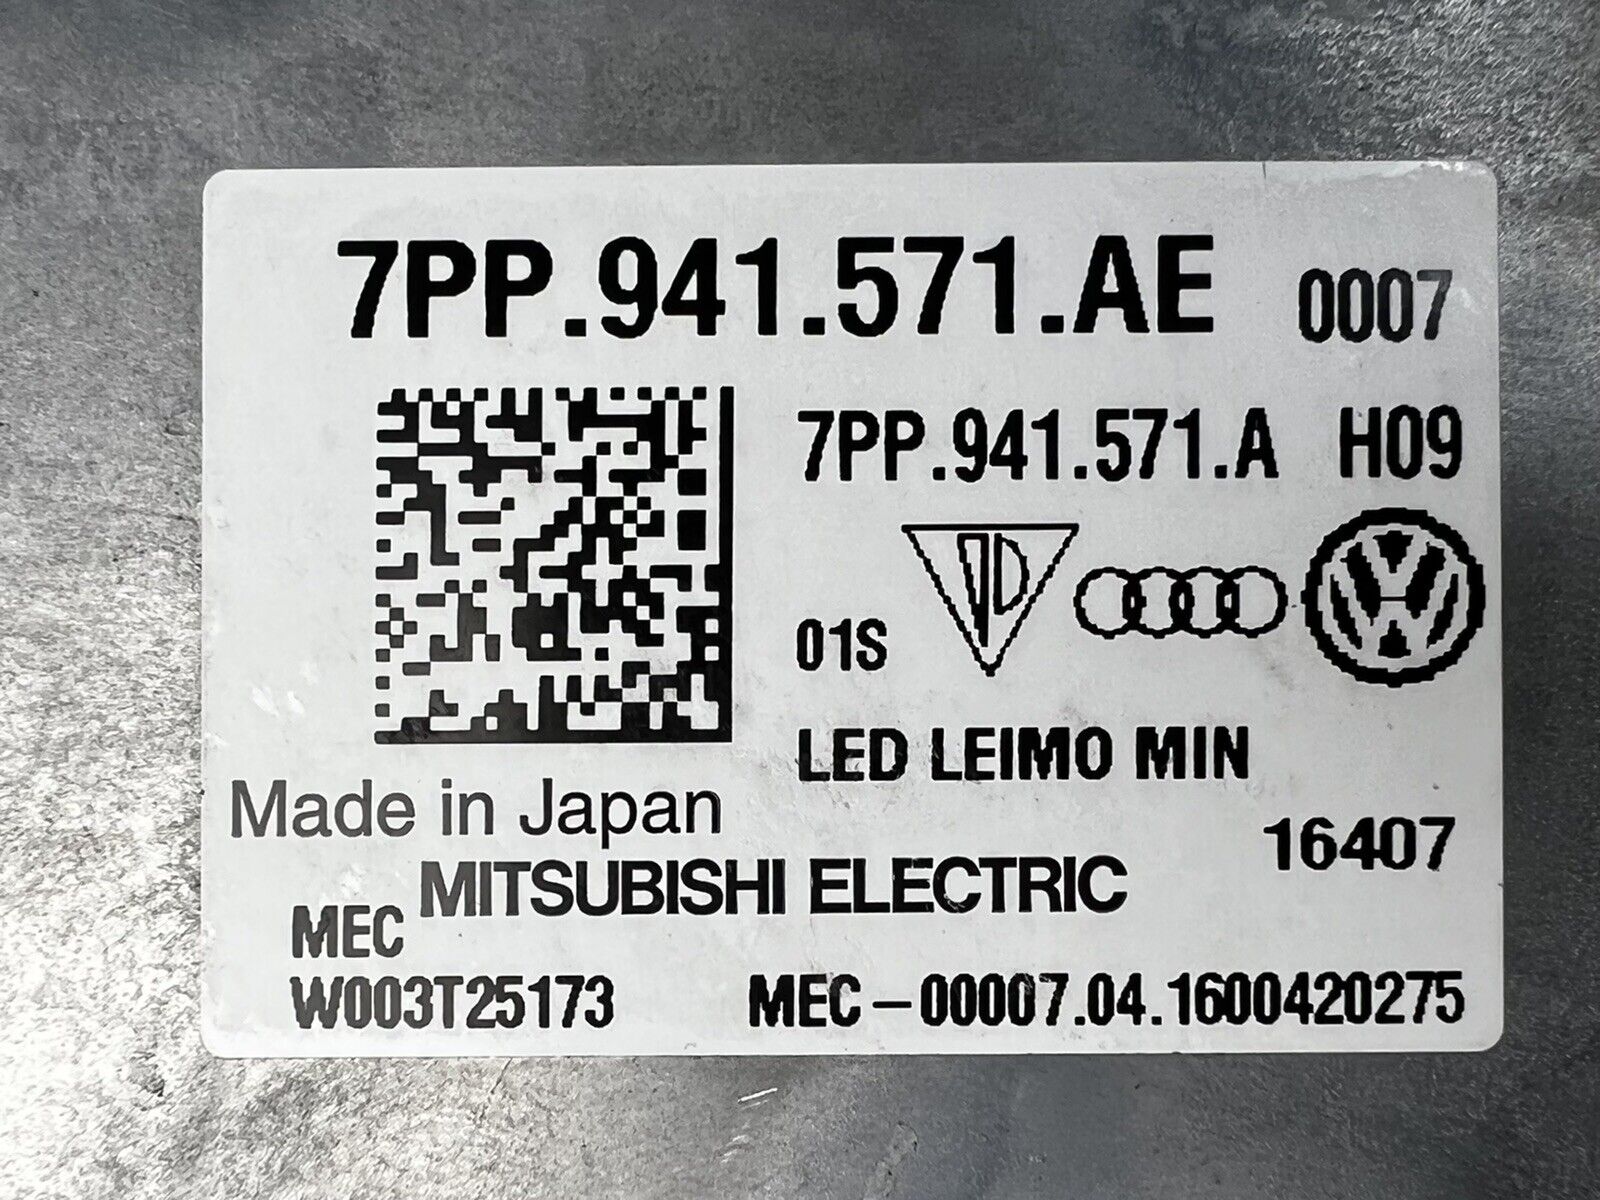 7PP.941.571.AE 0007
7PP.941.571.A H09
01S
LED LEIMO MIN
Made in Japan
16407
MITSUBISHI ELECTRIC
MEC
W003T25173 MEC-00007.04.1600420275